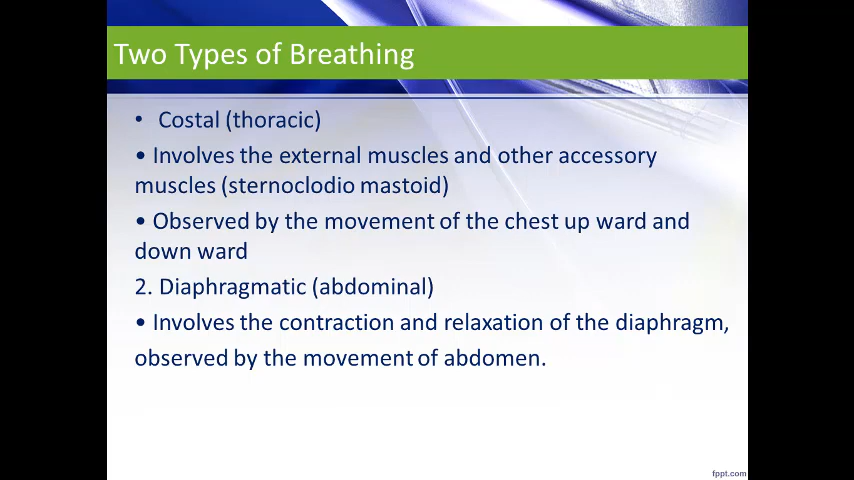 Two Types of Breathing
• Costal (thoracic)
• Involves the external muscles and other accessory
muscles (sternoclodio mastoid)
• Observed by the movement of the chest up ward and
down ward
2. Diaphragmatic (abdominal)
• Involves the contraction and relaxation of the diaphragm,
observed by the movement of abdomen.
fppt.com